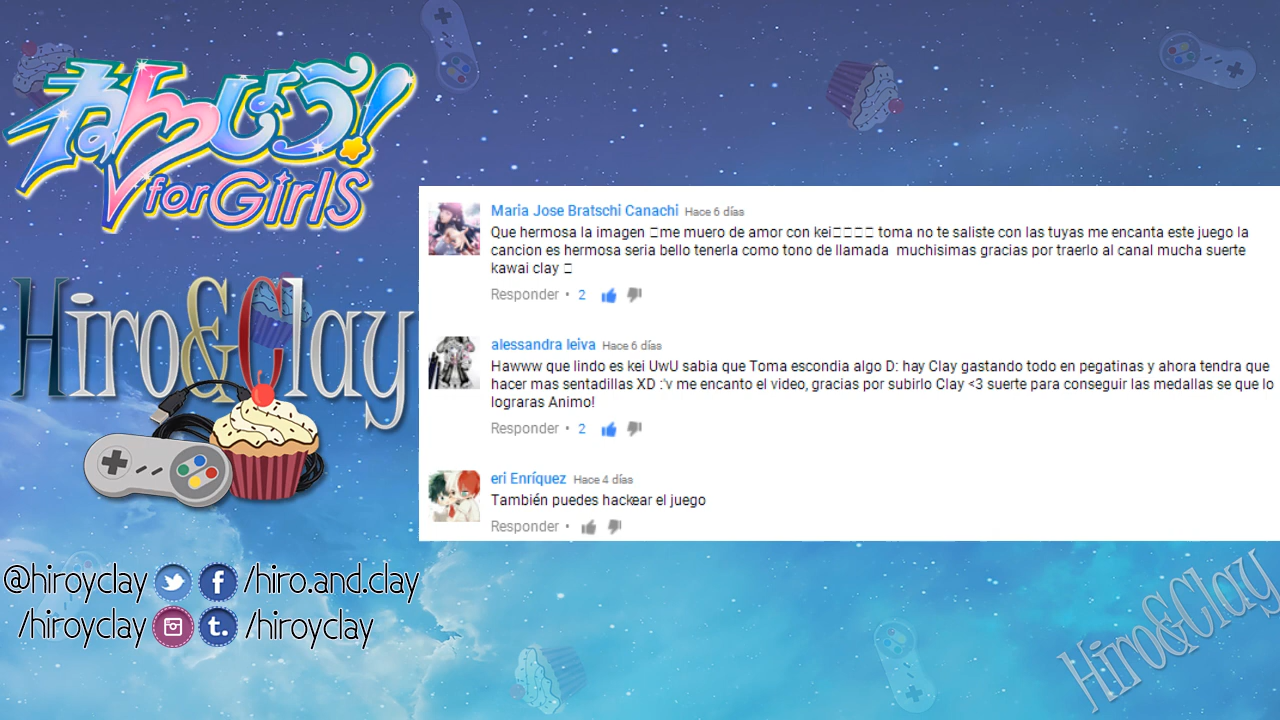 ねんしょう!
for GirlS
Hiro&Clay
@hiroyclay /hiro.and.clay
/hiroyclay t. /hiroyclay
Maria Jose Bratschi Canachi Hace 6 días
Que hermosa la imagen □me muero de amor con kei□□□□ toma no te saliste con las tuyas me encanta este juego la
cancion es hermosa seria bello tenerla como tono de llamada muchisimas gracias por traerlo al canal mucha suerte
kawai clay □
Responder • 2
alessandra leiva Hace 6 días
Hawww que lindo es kei UwU sabia que Toma escondia algo D: hay Clay gastando todo en pegatinas y ahora tendra que
hacer mas sentadillas XD :'v me encanto el video, gracias por subirlo Clay <3 suerte para conseguir las medallas se que lo
lograras Animo!
Responder • 2
eri Enríquez Hace 4 días
También puedes hackear el juego
Responder •
Hiro&Clay